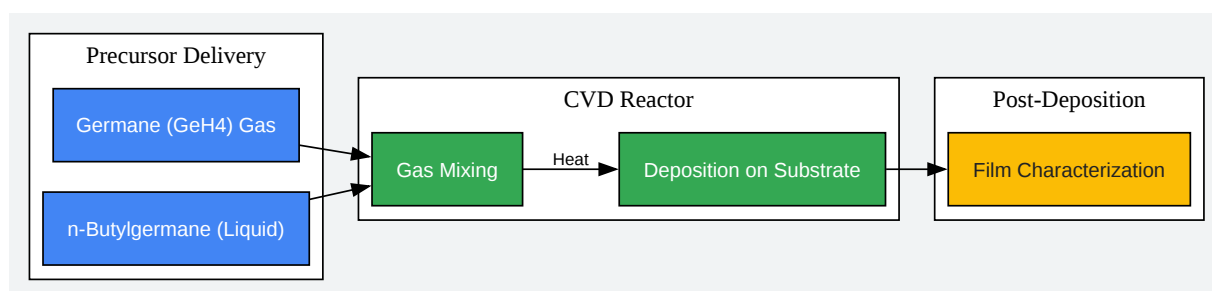 Precursor Delivery
Germane (GeH4) Gas
n-Butylgermane (Liquid)
CVD Reactor
Gas Mixing
Heat
Deposition on Substrate
Post-Deposition
Film Characterization